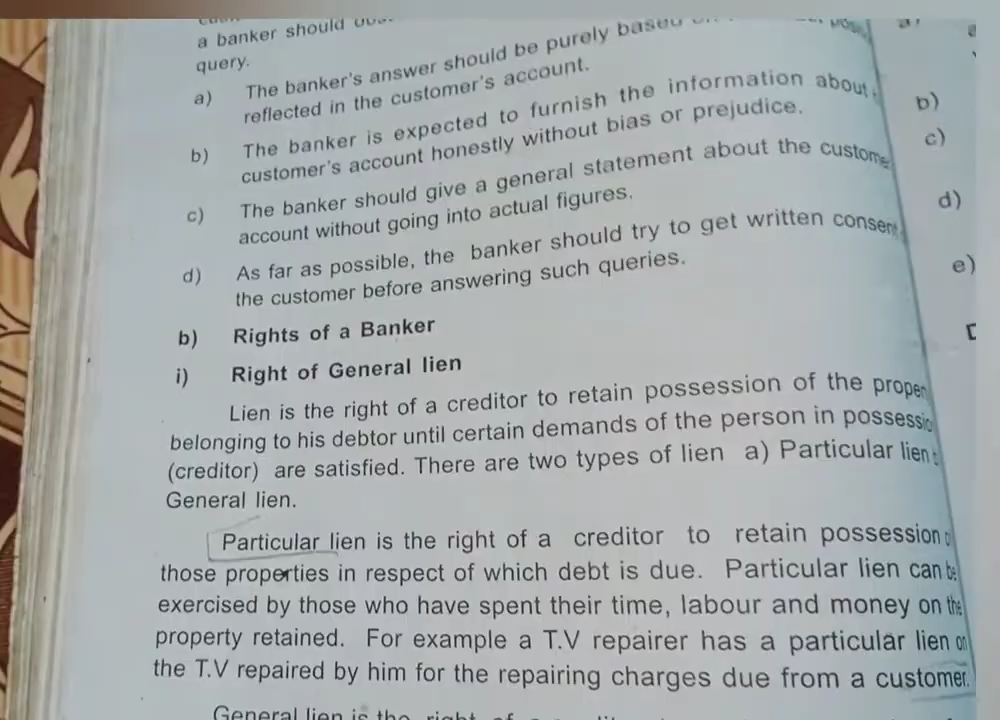 a banker should
query.
a) The banker's answer should be purely based
reflected in the customer's account.
b) The banker is expected to furnish the information about
customer's account honestly without bias or prejudice.
c) The banker should give a general statement about the custome
account without going into actual figures.
d) As far as possible, the banker should try to get written consen
the customer before answering such queries.
b) Rights of a Banker
i) Right of General lien
Lien is the right of a creditor to retain possession of the proper
belonging to his debtor until certain demands of the person in possessio
(creditor) are satisfied. There are two types of lien a) Particular lien
General lien.
Particular lien is the right of a creditor to retain possession
those properties in respect of which debt is due. Particular lien can be
exercised by those who have spent their time, labour and money on the
property retained. For example a T.V repairer has a particular lien on
the T.V repaired by him for the repairing charges due from a customer.
General lien is the right of a
b)
c)
d)
e)